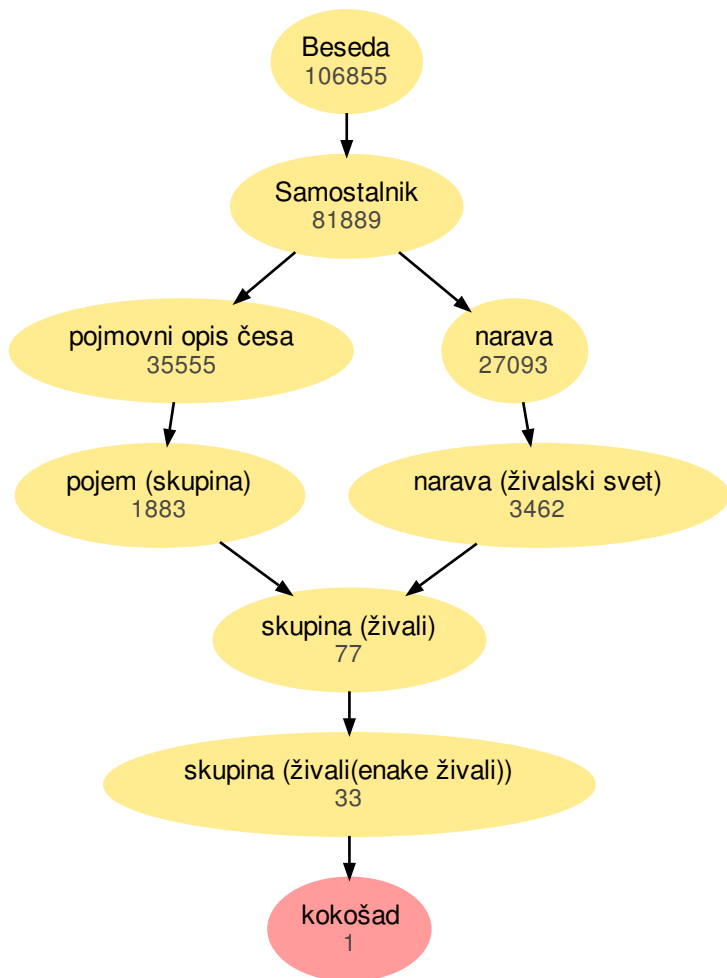 Beseda
106855
Samostalnik
81889
pojmovni opis česa
35555
narava
27093
pojem (skupina)
1883
narava (živalski svet)
3462
skupina (živali)
77
skupina (živali(enake živali))
33
kokošad
1